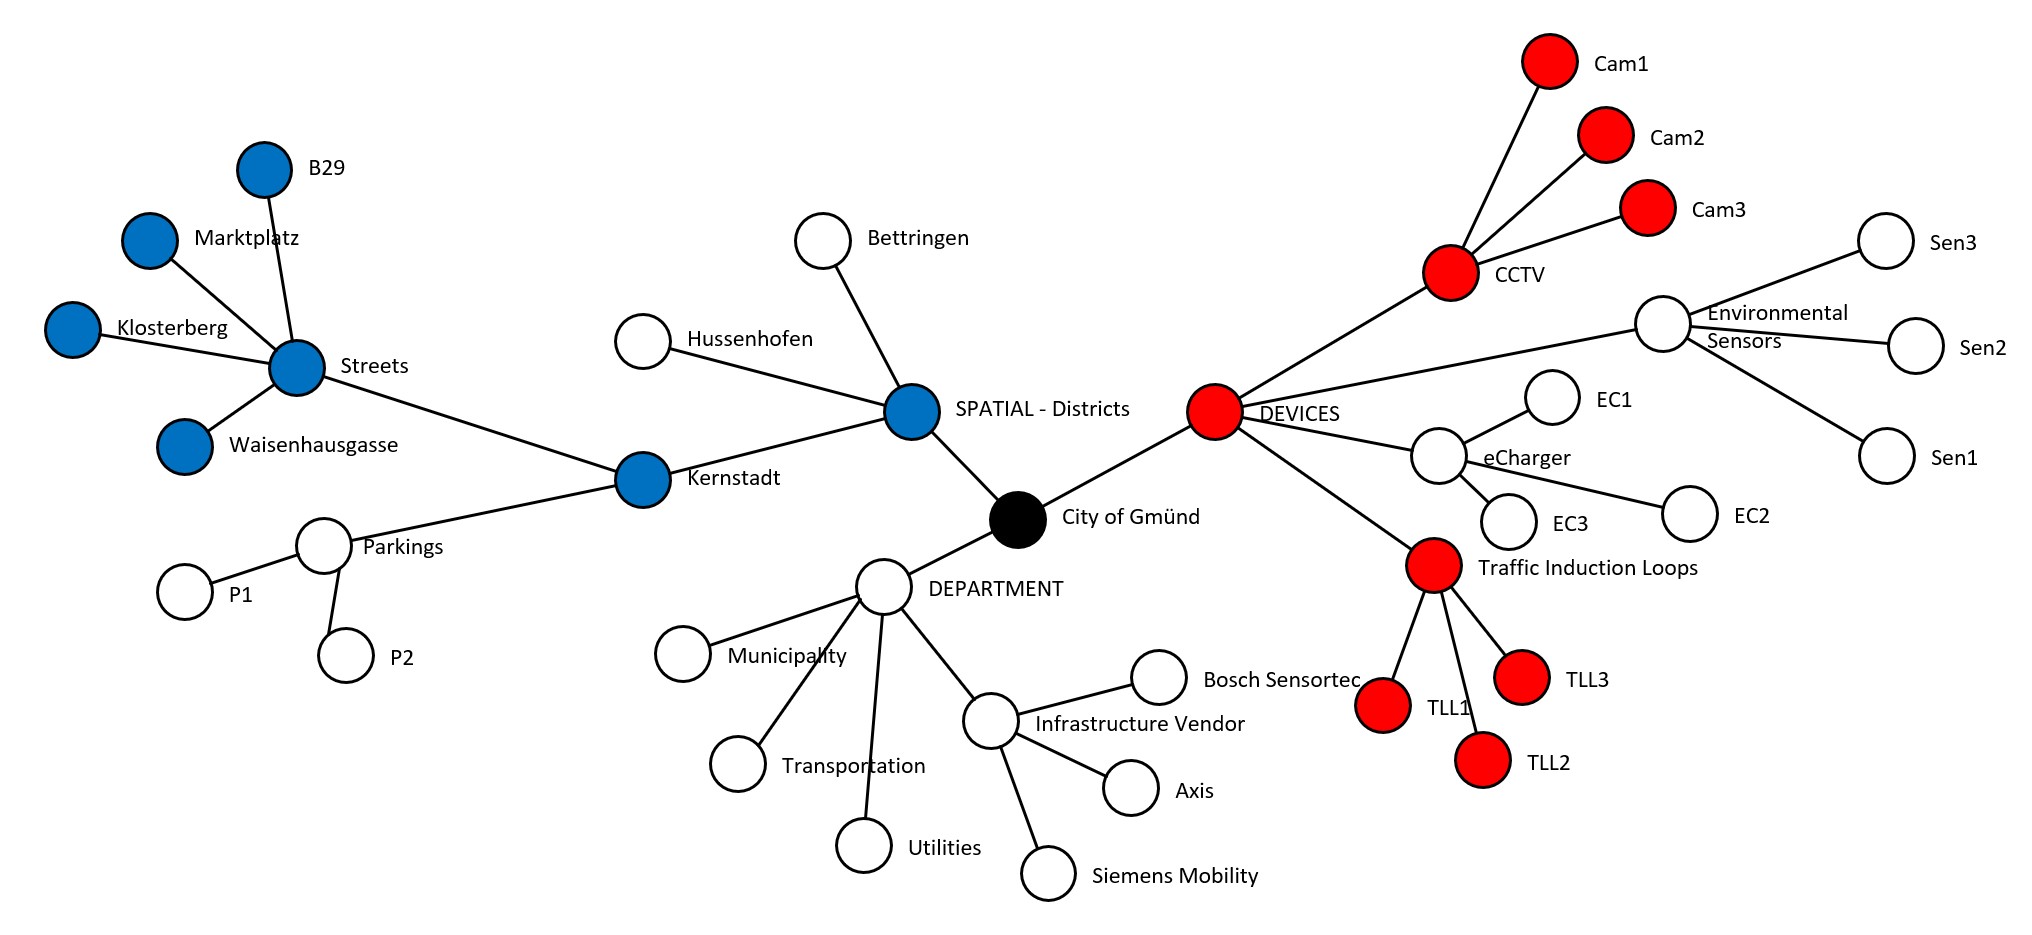 Cam1
Cam2
B29
Cam3
Marktplatz
Bettringen
Sen3
CCTV
Environmental
Sensors
Klosterberg
Hussenhofen
Sen2
Streets
EC1
SPATIAL - Districts
DEVICES
Waisenhausgasse
eCharger
Sen1
Kernstadt
City of Gmünd
EC3
EC2
Parkings
Traffic Induction Loops
P1
DEPARTMENT
P2
Municipality
Bosch Sensortec
TLL3
TLL1
Infrastructure Vendor
Transportation
TLL2
Axis
Utilities
Siemens Mobility